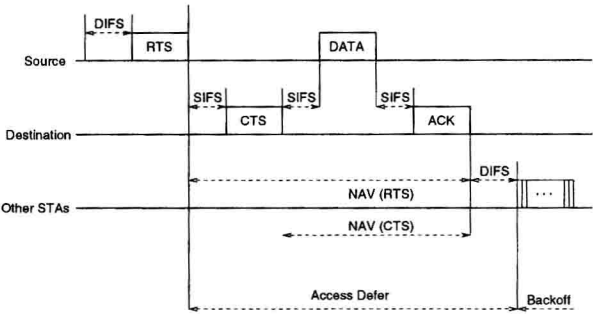 DIFS
RTS
DATA
Source
SIFS
SIFS
SIFS
CTS
ACK
Destination
DIFS
NAV (RTS)
...
Other STAs
NAV (CTS)
Access Defer
Backoff